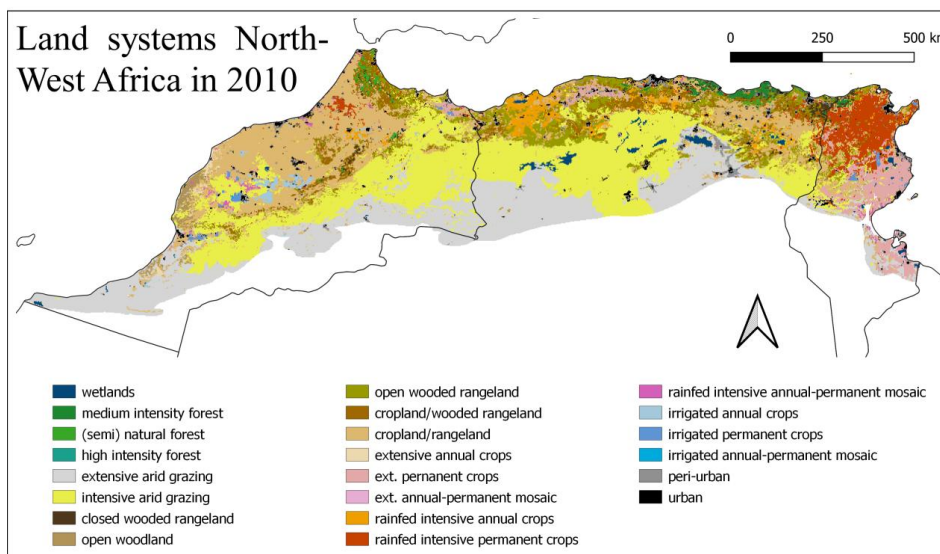 Land systems North-
West Africa in 2010
0 250 500 km
wetlands
medium intensity forest
(semi) natural forest
high intensity forest
extensive arid grazing
intensive arid grazing
closed wooded rangeland
open woodland
open wooded rangeland
cropland/wooded rangeland
cropland/rangeland
extensive annual crops
ext. pernanent crops
ext. annual-permanent mosaic
rainfed intensive annual crops
rainfed intensive permanent crops
rainfed intensive annual-permanent mosaic
irrigated annual crops
irrigated permanent crops
irrigated annual-permanent mosaic
peri-urban
urban